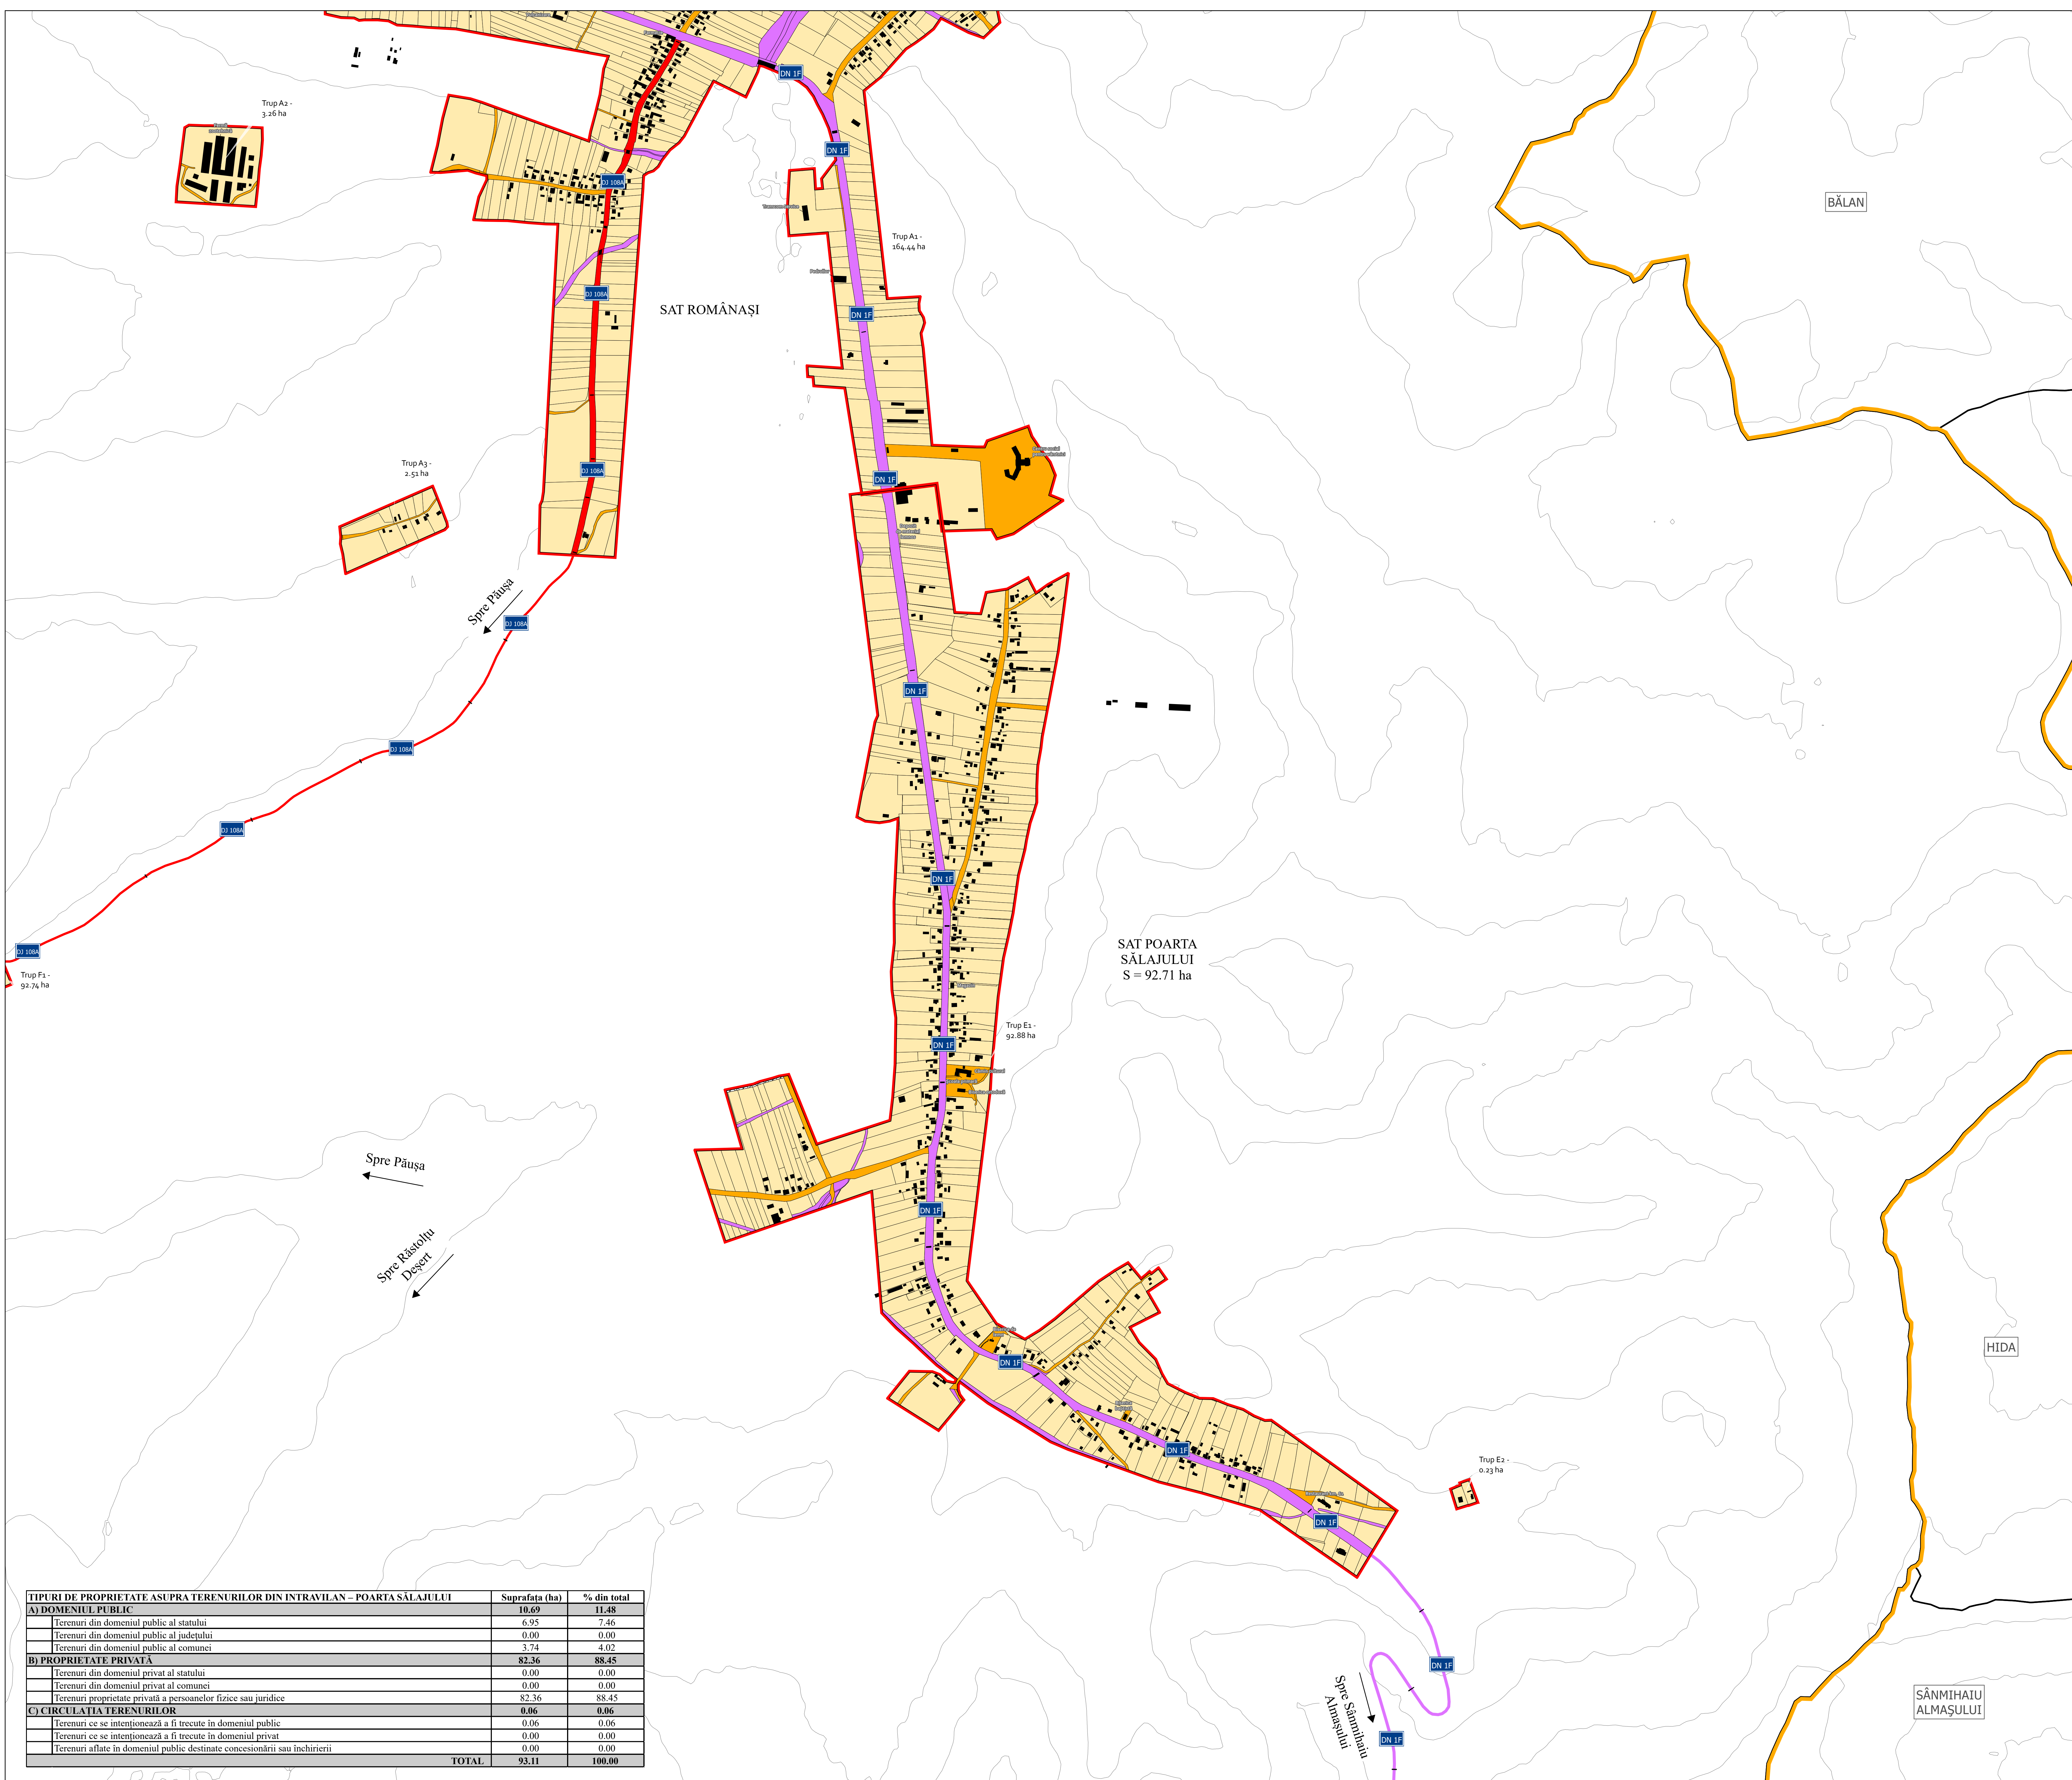 DN 1F
Trup A2 -
3.26 ha
DN 1F
DJ 108A
BĂLAN
Trup A1 -
164.44 ha
DJ 108A
SAT ROMÂNAȘI
DN 1F
Trup A3 -
2.51 ha
DJ 108A
DN 1F
Spre Păușa
DJ 108A
DN 1F
DJ 108A
DJ 108A
DN 1F
SAT POARTA
SĂLAJULUI
S = 92.71 ha
DJ 108A
Trup F1 -
92.74 ha
Magazin
Trup E1 -
92.88 ha
DN 1F
Spre Păușa
DN 1F
Spre Răstolțu
Deșert
HIDA
DN 1F
DN 1F
Trup E2 -
0.23 ha
DN 1F
DN 1F
SÂNMIHAIU
ALMAȘULUI
Spre Sânmihaiu
Almașului
DN 1F
TIPURI DE PROPRIETATE ASUPRA TERENURILOR DIN INTRAVILAN – POARTA SĂLAJULUI Suprafața (ha) % din total
A) DOMENIUL PUBLIC 10.69 11.48
Terenuri din domeniul public al statului 6.95 7.46
Terenuri din domeniul public al județului 0.00 0.00
Terenuri din domeniul public al comunei 3.74 4.02
B) PROPRIETATE PRIVATĂ 82.36 88.45
Terenuri din domeniul privat al statului 0.00 0.00
Terenuri din domeniul privat al comunei 0.00 0.00
Terenuri proprietate privată a persoanelor fizice sau juridice 82.36 88.45
C) CIRCULAȚIA TERENURILOR 0.06 0.06
Terenuri ce se intenționează a fi trecute în domeniul public 0.06 0.06
Terenuri ce se intenționează a fi trecute în domeniul privat 0.00 0.00
Terenuri aflate în domeniul public destinate concesionării sau închirierii 0.00 0.00
TOTAL 93.11 100.00